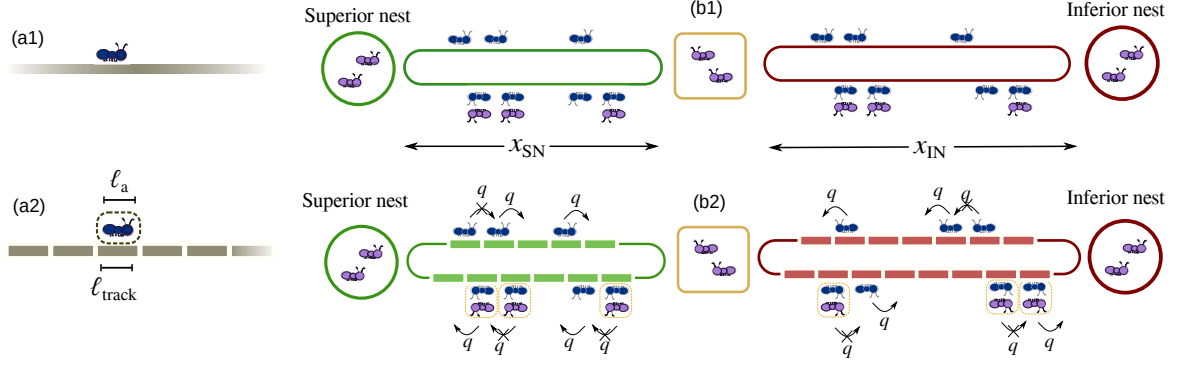 (a1)
Superior nest
(b1)
Inferior nest
x_SN
x_IN
(a2)
ℓ_a
ℓ_track
Superior nest
(b2)
Inferior nest
q q q
q q q
q q q q
q q q q